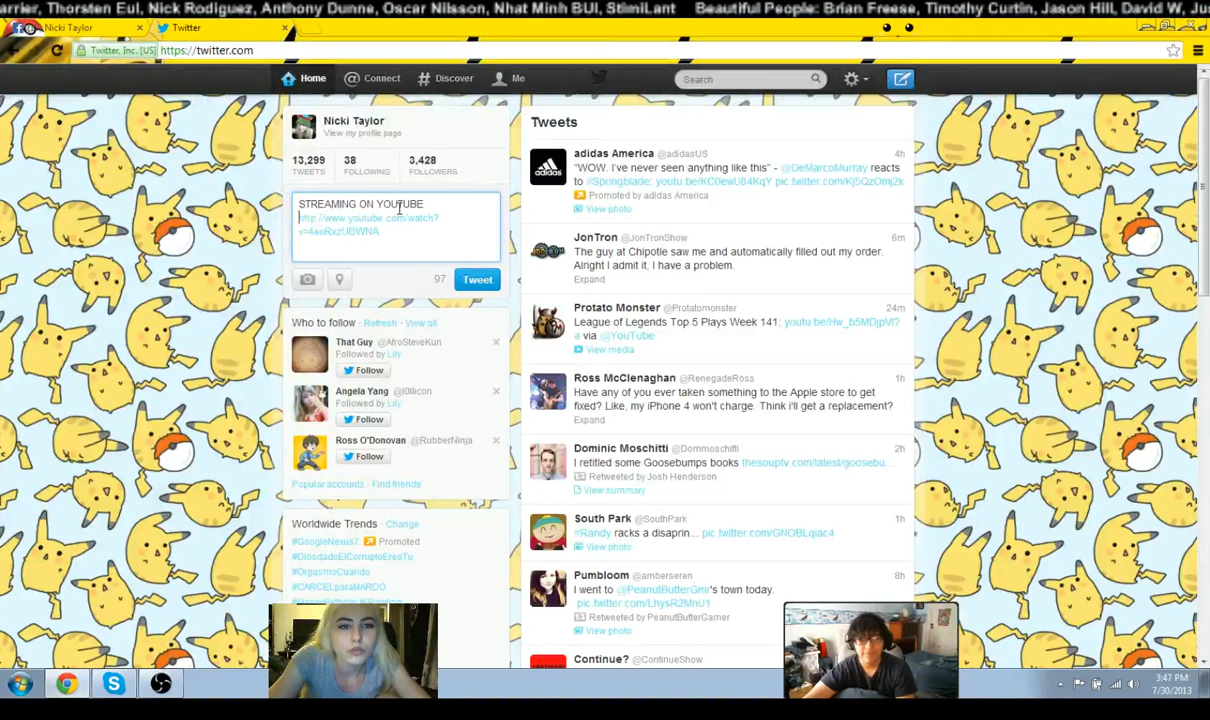 arrier, Thorsten Eul, Nick Rodiguez, Anthony Dunne, Oscar Nilsson, Nhat Minh BUI, StimiLant Beautiful People: Brian Freese, Timothy Curtin, Jason Hill, David W, Ju
Nicki Taylor × Twitter ×
Twitter, Inc. [US] https://twitter.com
Home Connect Discover Me Search
Nicki Taylor
View my profile page
13,299 38 3,428
TWEETS FOLLOWING FOLLOWERS
STREAMING ON YOUTUBE
http://www.youtube.com/watch?
v=4eoRxzUBWNA
97 Tweet
Who to follow · Refresh · View all
That Guy @AfroSteveKun ×
Followed by Lily
Follow
Angela Yang @l0llicon ×
Followed by Lily
Follow
Ross O'Donovan @RubberNinja ×
Follow
Popular accounts · Find friends
Worldwide Trends · Change
#GoogleNexus7 Promoted
#DiosdadoElCorruptoEresTu
#OrgasmoCuando
#CARCELparaMARDO
Tweets
adidas America @adidasUS 4h
"WOW. I've never seen anything like this" - @DeMarcoMurray reacts
to #Springblade: youtu.be/KC0ewU84KqY pic.twitter.com/Kj5QzOmj2k
Promoted by adidas America
View photo
JonTron @JonTronShow 6m
The guy at Chipotle saw me and automatically filled out my order.
Alright I admit it, I have a problem.
Expand
Protato Monster @Protatomonster 24m
League of Legends Top 5 Plays Week 141: youtu.be/Hw_b5MDjpVI?
a via @YouTube
View media
Ross McClenaghan @RenegadeRoss 1h
Have any of you ever taken something to the Apple store to get
fixed? Like, my iPhone 4 won't charge. Think i'll get a replacement?
Expand
Dominic Moschitti @Dommoschitti 2h
I retitled some Goosebumps books thesouptv.com/latest/goosebu...
Retweeted by Josh Henderson
View summary
South Park @SouthPark 1h
#Randy racks a disaprin... pic.twitter.com/GNOBLqiac4
View photo
Pumbloom @amberseren 8h
I went to @PeanutButterGmr's town today.
pic.twitter.com/LhysR2MnU1
Retweeted by PeanutButterGamer
View photo
Continue? @ContinueShow 1h
3:47 PM
7/30/2013